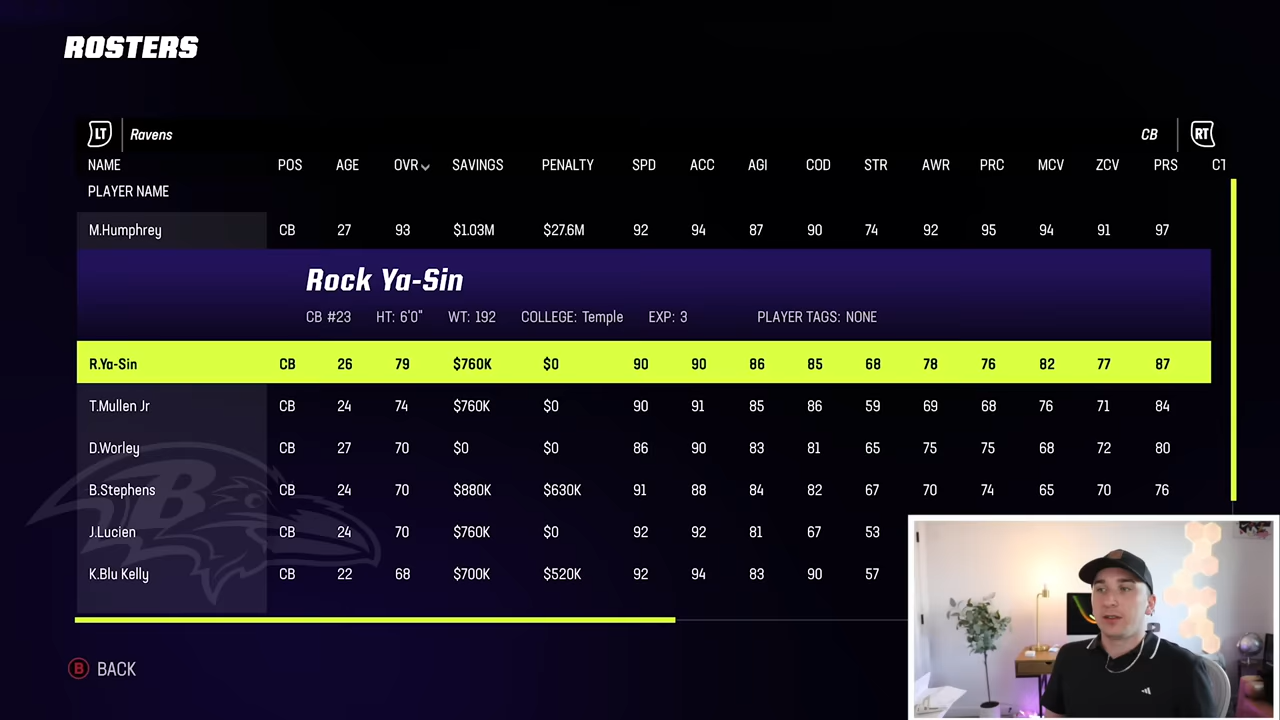 ROSTERS
LT Ravens CB RT
NAME POS AGE OVR SAVINGS PENALTY SPD ACC AGI COD STR AWR PRC MCV ZCV PRS CT
PLAYER NAME
M.Humphrey CB 27 93 $1.03M $27.6M 92 94 87 90 74 92 95 94 91 97
Rock Ya-Sin
CB #23 HT: 6'0" WT: 192 COLLEGE: Temple EXP: 3 PLAYER TAGS: NONE
R.Ya-Sin CB 26 79 $760K $0 90 90 86 85 68 78 76 82 77 87
T.Mullen Jr CB 24 74 $760K $0 90 91 85 86 59 69 68 76 71 84
D.Worley CB 27 70 $0 $0 86 90 83 81 65 75 75 68 72 80
B.Stephens CB 24 70 $880K $630K 91 88 84 82 67 70 74 65 70 76
J.Lucien CB 24 70 $760K $0 92 92 81 67 53
K.Blu Kelly CB 22 68 $700K $520K 92 94 83 90 57
B BACK